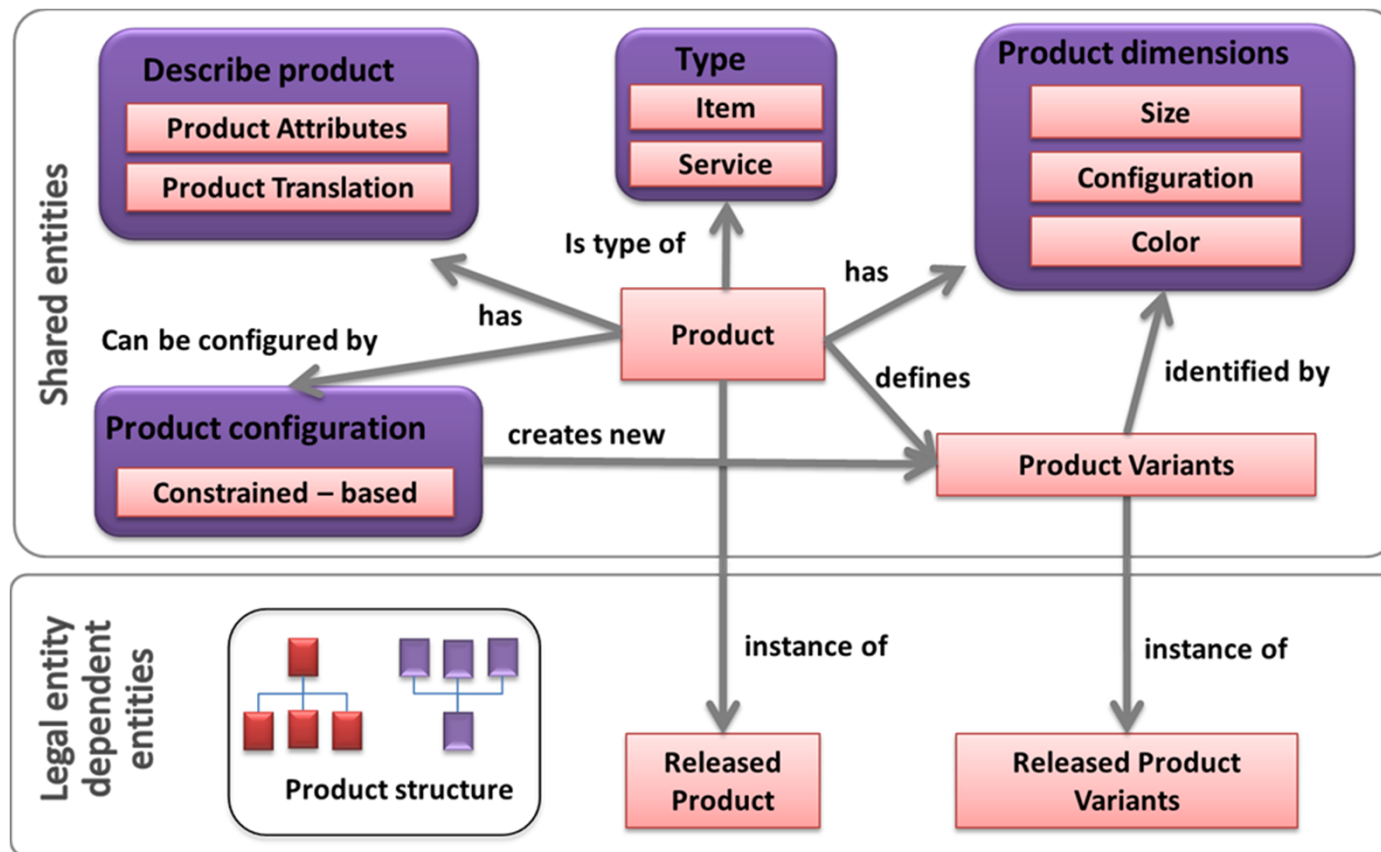 Shared entities
Describe product
Product Attributes
Product Translation
Type
Item
Service
Product dimensions
Size
Configuration
Color
Is type of
has
has
Can be configured by
Product
defines
identified by
Product configuration
Constrained – based
creates new
Product Variants
Legal entity
dependent
entities
Product structure
instance of
instance of
Released
Product
Released Product
Variants